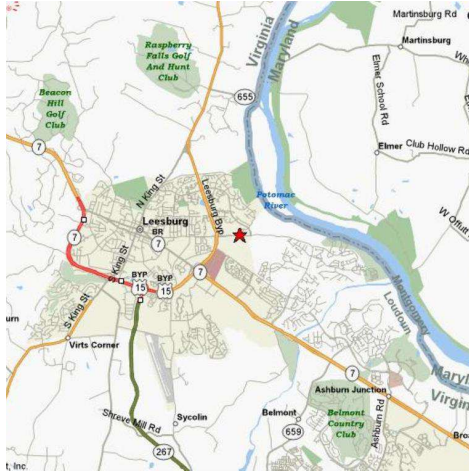 Martinsburg Rd
Martinsburg
Raspberry
Falls Golf
And Hunt
Club
Virginia
Maryland
655
Elmer School Rd
Beacon
Hill
Golf
Club
7
Elmer
Club Hollow Rd
N King St
Leesburg Byp
Potomac
River
Leesburg
BR
7
7
S King St
BYP
15
BYP
15
7
S King St
Montgomery
Loudoun
Virts Corner
7
Ashburn Junction
Belmont
Belmont
Country
Club
Ashburn Rd
Shreve Mill Rd
Sycolin
659
267
t, Inc.